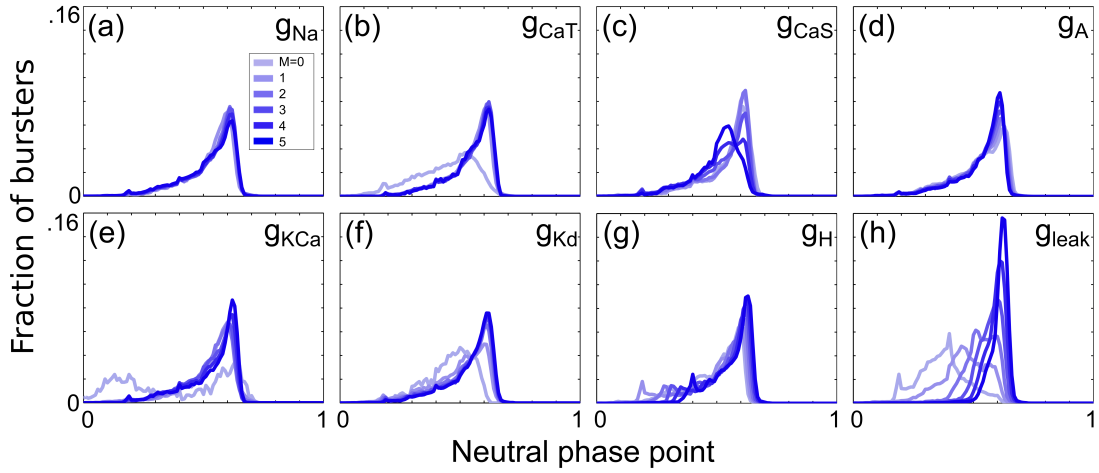 Fraction of bursters
.16
0
(a) gNa
M=0
1
2
3
4
5
(b) gCaT
(c) gCaS
(d) gA
.16
0
(e) gKCa
(f) gKd
(g) gH
(h) gleak
0 1 0 1 0 1 0 1
Neutral phase point